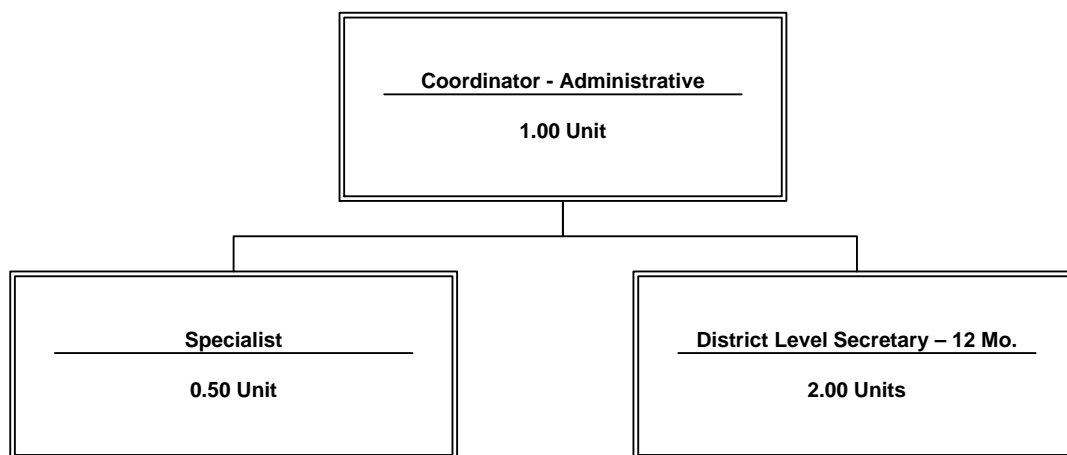 Coordinator - Administrative
1.00 Unit
Specialist
0.50 Unit
District Level Secretary – 12 Mo.
2.00 Units